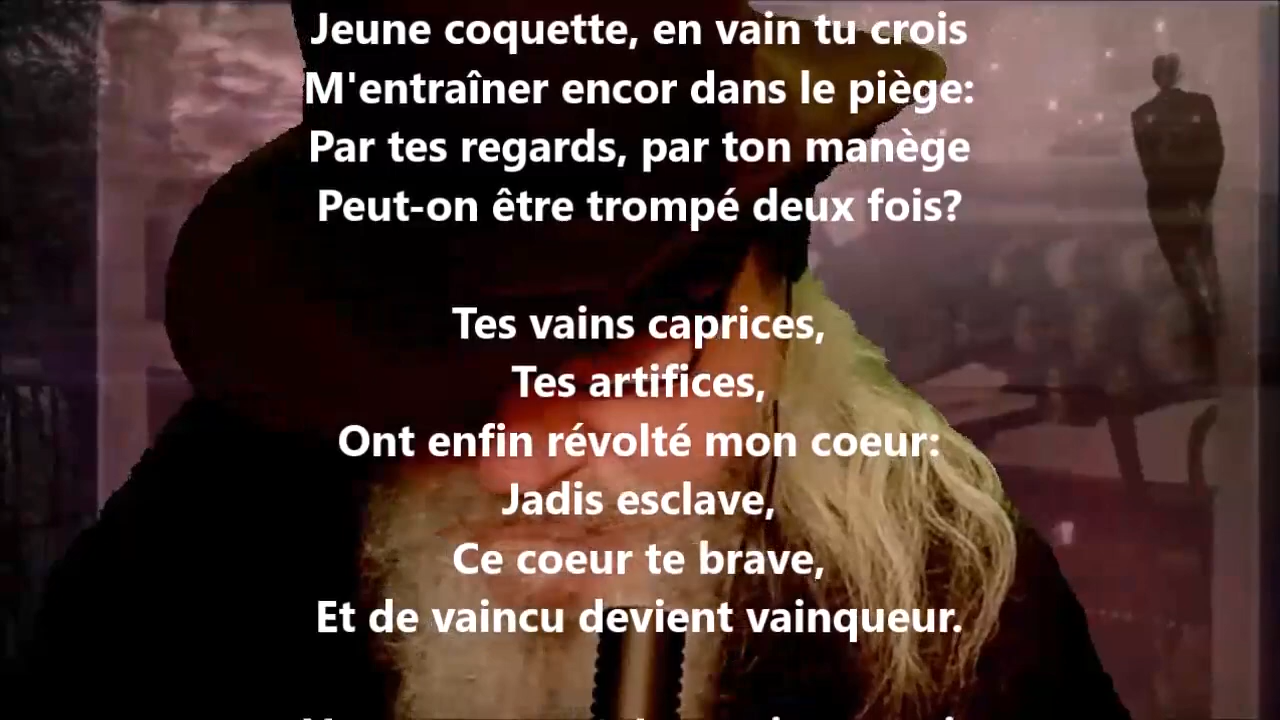 Jeune coquette, en vain tu crois
M'entraîner encor dans le piège:
Par tes regards, par ton manège
Peut-on être trompé deux fois?
Tes vains caprices,
Tes artifices,
Ont enfin révolté mon coeur:
Jadis esclave,
Ce coeur te brave,
Et de vaincu devient vainqueur.